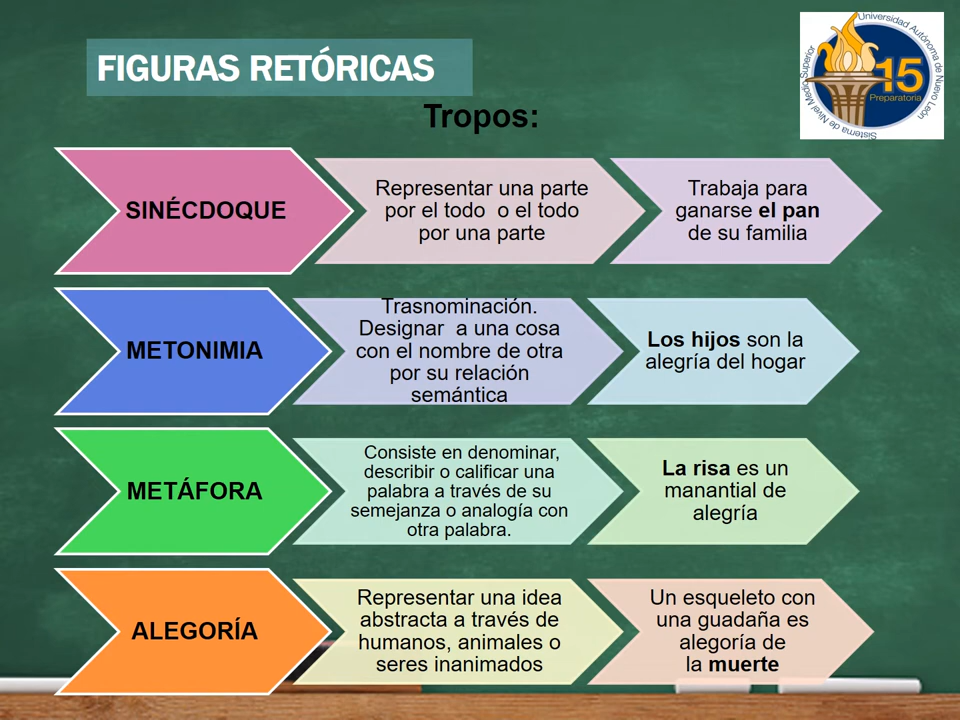 FIGURAS RETÓRICAS
Universidad Autónoma de Nuevo León
Sistema de Nivel Medio Superior
15
Preparatoria
Tropos:
SINÉCDOQUE
Representar una parte
por el todo  o el todo
por una parte
Trabaja para
ganarse el pan
de su familia
METONIMIA
Trasnominación.
Designar  a una cosa
con el nombre de otra
por su relación
semántica
Los hijos son la
alegría del hogar
METÁFORA
Consiste en denominar,
describir o calificar una
palabra a través de su
semejanza o analogía con
otra palabra.
La risa es un
manantial de
alegría
ALEGORÍA
Representar una idea
abstracta a través de
humanos, animales o
seres inanimados
Un esqueleto con
una guadaña es
alegoría de
la muerte